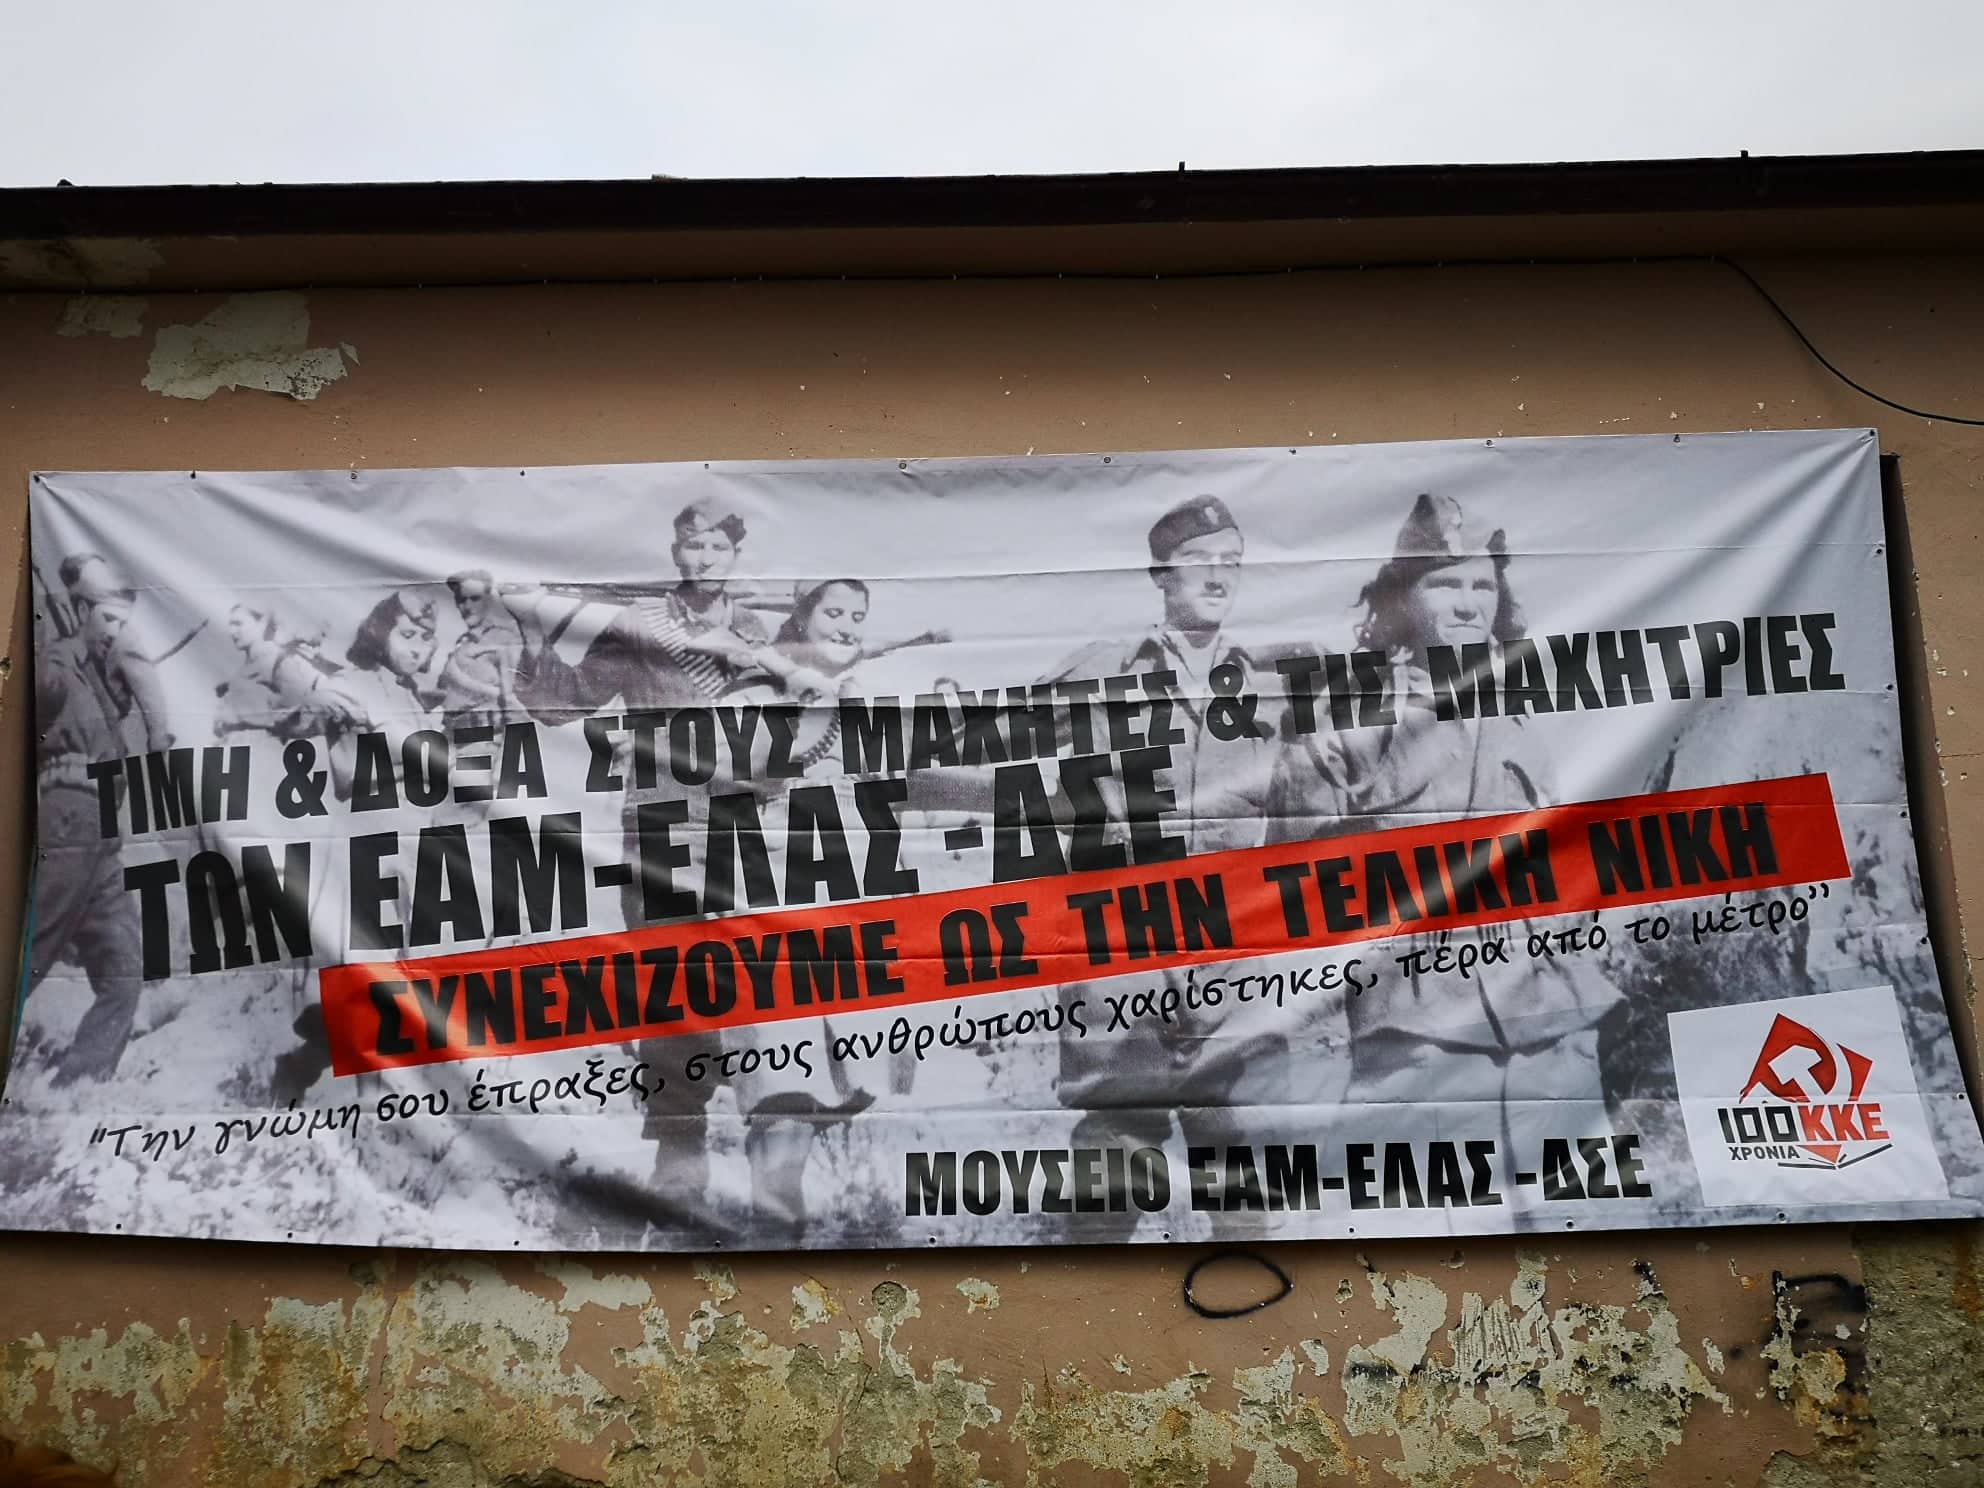 ΤΙΜΗ & ΔΟΞΑ ΣΤΟΥΣ ΜΑΧΗΤΕΣ & ΤΙΣ ΜΑΧΗΤΡΙΕΣ
ΤΩΝ ΕΑΜ-ΕΛΑΣ -ΔΣΕ
ΣΥΝΕΧΙΖΟΥΜΕ ΩΣ ΤΗΝ ΤΕΛΙΚΗ ΝΙΚΗ
"Την γνώμη σου έπραξες, στους ανθρώπους χαρίστηκες, πέρα από το μέτρο"
ΜΟΥΣΕΙΟ ΕΑΜ-ΕΛΑΣ -ΔΣΕ
100 ΚΚΕ
ΧΡΟΝΙΑ